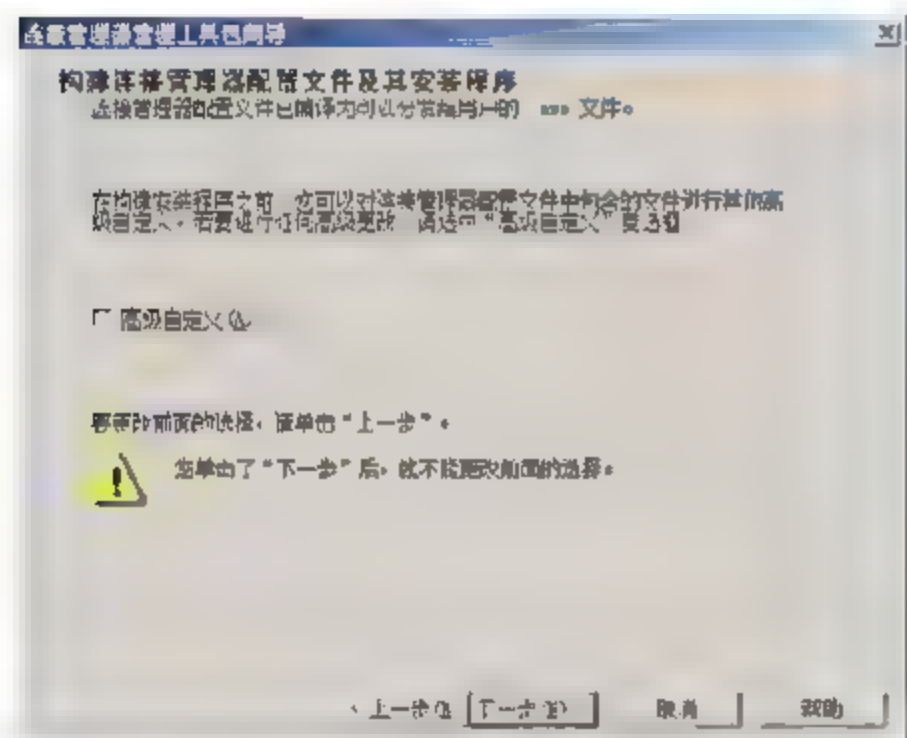 连接管理器管理工具包向导
构建连接管理器配置文件及其安装程序
连接管理器配置文件已编译为可以分发给用户的 .exe 文件。
在构建安装程序之前，您可以对连接管理器配置文件中包含的文件进行其他高
级自定义。若要进行任何高级更改，请选中“高级自定义”复选框
高级自定义(A)
要更改前面的选择，请单击“上一步”。
您单击了“下一步”后，就不能更改前面的选择。
< 上一步(B) 下一步(N) 取消 帮助